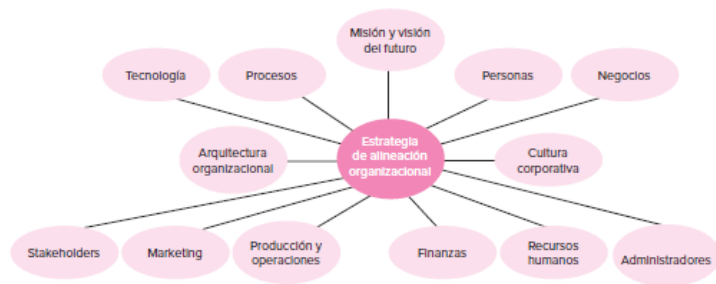 Misión y visión
del futuro
Tecnología
Procesos
Personas
Negocios
Estrategia
de alineación
organizacional
Arquitectura
organizacional
Cultura
corporativa
Stakeholders
Marketing
Producción y
operaciones
Finanzas
Recursos
humanos
Administradores